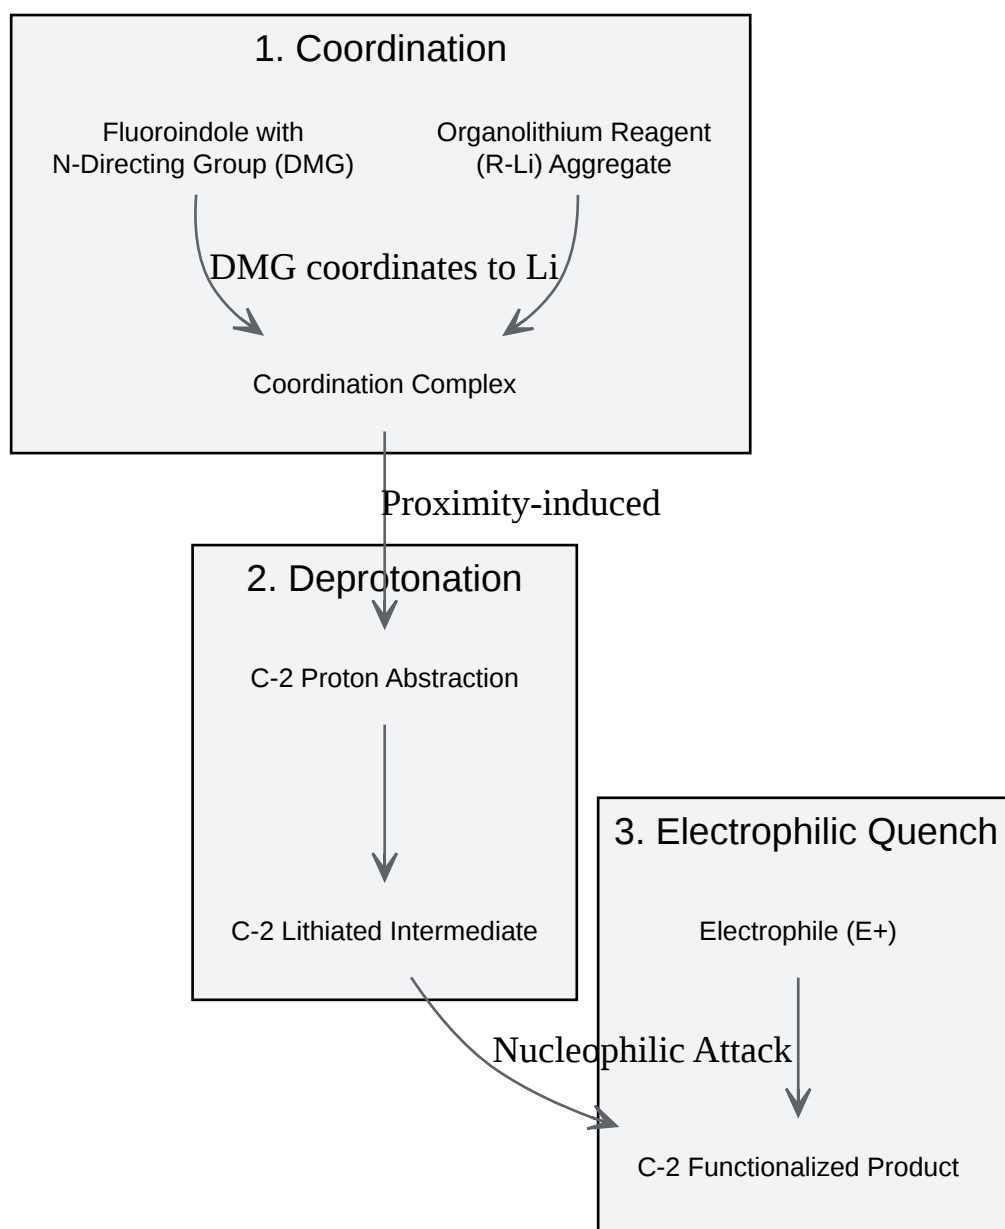 1. Coordination
Fluoroindole with
N-Directing Group (DMG)
Organolithium Reagent
(R-Li) Aggregate
DMG coordinates to Li
Coordination Complex
Proximity-induced
2. Deprotonation
C-2 Proton Abstraction
C-2 Lithiated Intermediate
3. Electrophilic Quench
Electrophile (E+)
Nucleophilic Attack
C-2 Functionalized Product